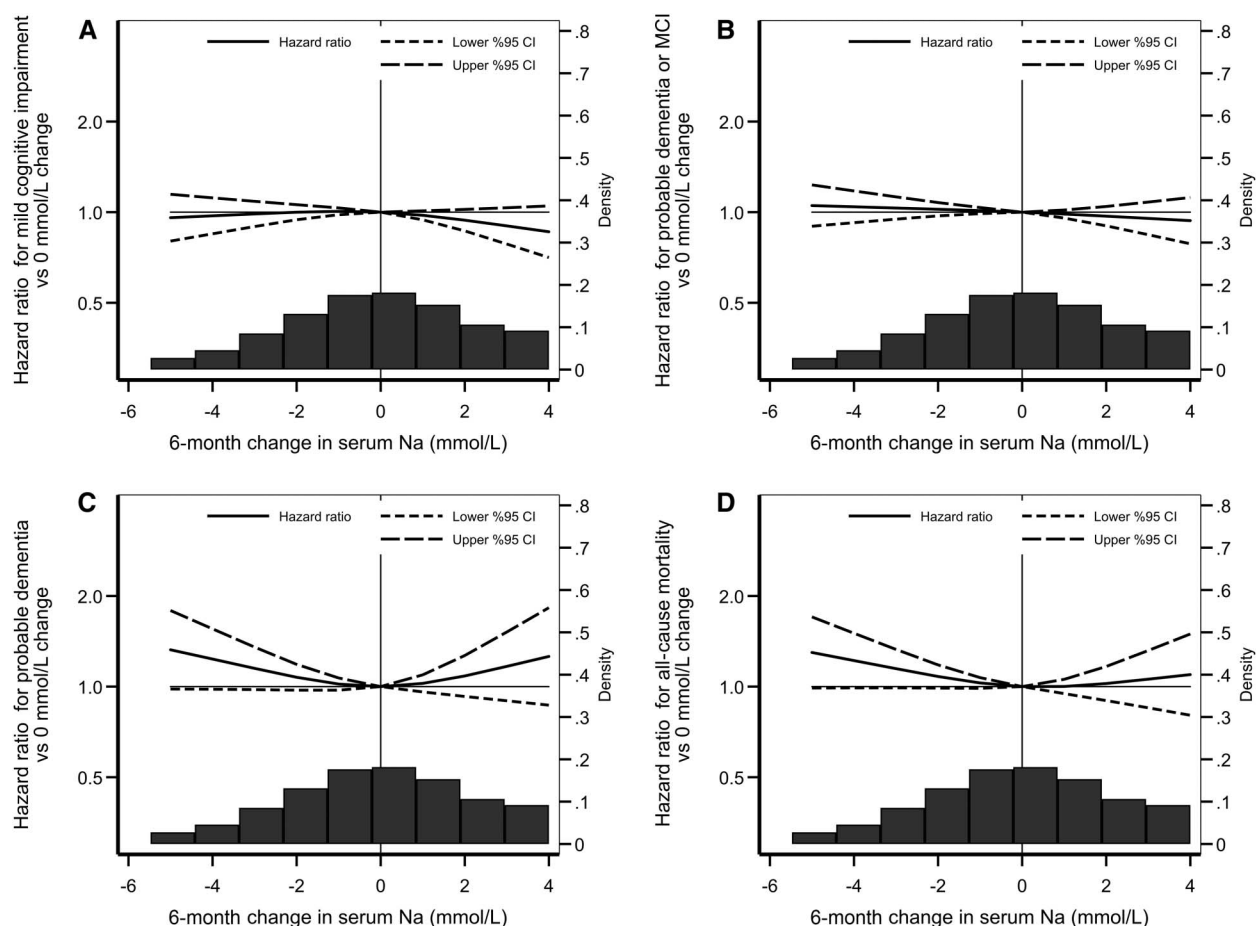 A
Hazard ratio
Lower %95 CI
Upper %95 CI
Hazard ratio for mild cognitive impairment
vs 0 mmol/L change
2.0
1.0
0.5
.8
.7
.6
.5
.4
.3
.2
.1
0
Density
-6 -4 -2 0 2 4
6-month change in serum Na (mmol/L)
B
Hazard ratio
Lower %95 CI
Upper %95 CI
Hazard ratio for probable dementia or MCI
vs 0 mmol/L change
2.0
1.0
0.5
.8
.7
.6
.5
.4
.3
.2
.1
0
Density
-6 -4 -2 0 2 4
6-month change in serum Na (mmol/L)
C
Hazard ratio
Lower %95 CI
Upper %95 CI
Hazard ratio for probable dementia
vs 0 mmol/L change
2.0
1.0
0.5
.8
.7
.6
.5
.4
.3
.2
.1
0
Density
-6 -4 -2 0 2 4
6-month change in serum Na (mmol/L)
D
Hazard ratio
Lower %95 CI
Upper %95 CI
Hazard ratio for all-cause mortality
vs 0 mmol/L change
2.0
1.0
0.5
.8
.7
.6
.5
.4
.3
.2
.1
0
Density
-6 -4 -2 0 2 4
6-month change in serum Na (mmol/L)